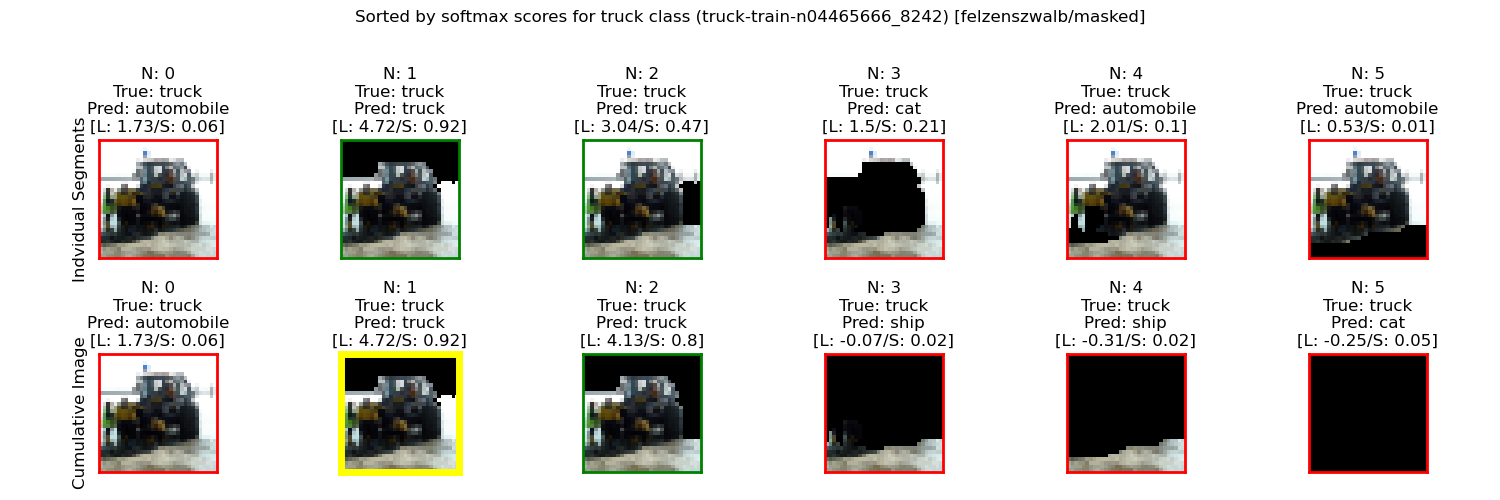 Sorted by softmax scores for truck class (truck-train-n04465666_8242) [felzenszwalb/masked]
Indvidual Segments
N: 0
True: truck
Pred: automobile
[L: 1.73/S: 0.06]
N: 1
True: truck
Pred: truck
[L: 4.72/S: 0.92]
N: 2
True: truck
Pred: truck
[L: 3.04/S: 0.47]
N: 3
True: truck
Pred: cat
[L: 1.5/S: 0.21]
N: 4
True: truck
Pred: automobile
[L: 2.01/S: 0.1]
N: 5
True: truck
Pred: automobile
[L: 0.53/S: 0.01]
Cumulative Image
N: 0
True: truck
Pred: automobile
[L: 1.73/S: 0.06]
N: 1
True: truck
Pred: truck
[L: 4.72/S: 0.92]
N: 2
True: truck
Pred: truck
[L: 4.13/S: 0.8]
N: 3
True: truck
Pred: ship
[L: -0.07/S: 0.02]
N: 4
True: truck
Pred: ship
[L: -0.31/S: 0.02]
N: 5
True: truck
Pred: cat
[L: -0.25/S: 0.05]